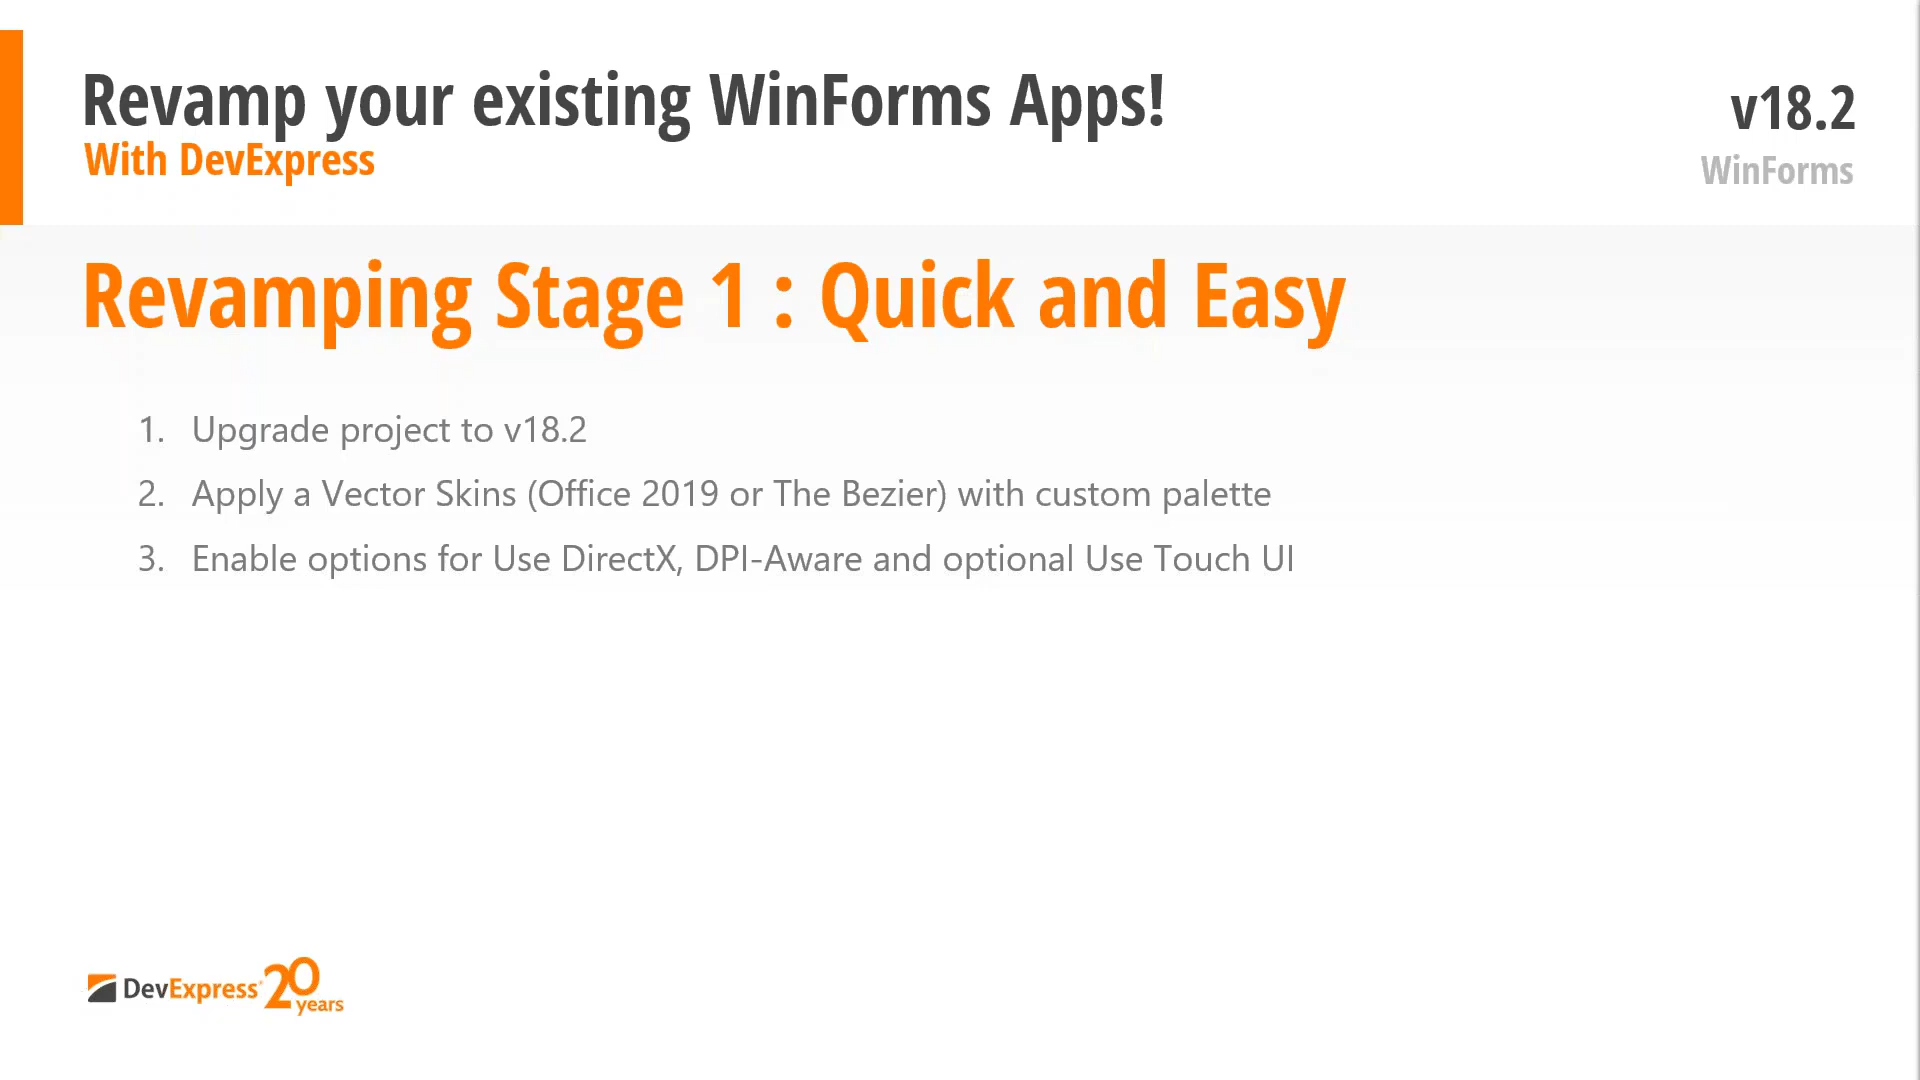 Revamp your existing WinForms Apps!
With DevExpress
v18.2
WinForms
Revamping Stage 1 : Quick and Easy
1. Upgrade project to v18.2
2. Apply a Vector Skins (Office 2019 or The Bezier) with custom palette
3. Enable options for Use DirectX, DPI-Aware and optional Use Touch UI
DevExpress 20 years